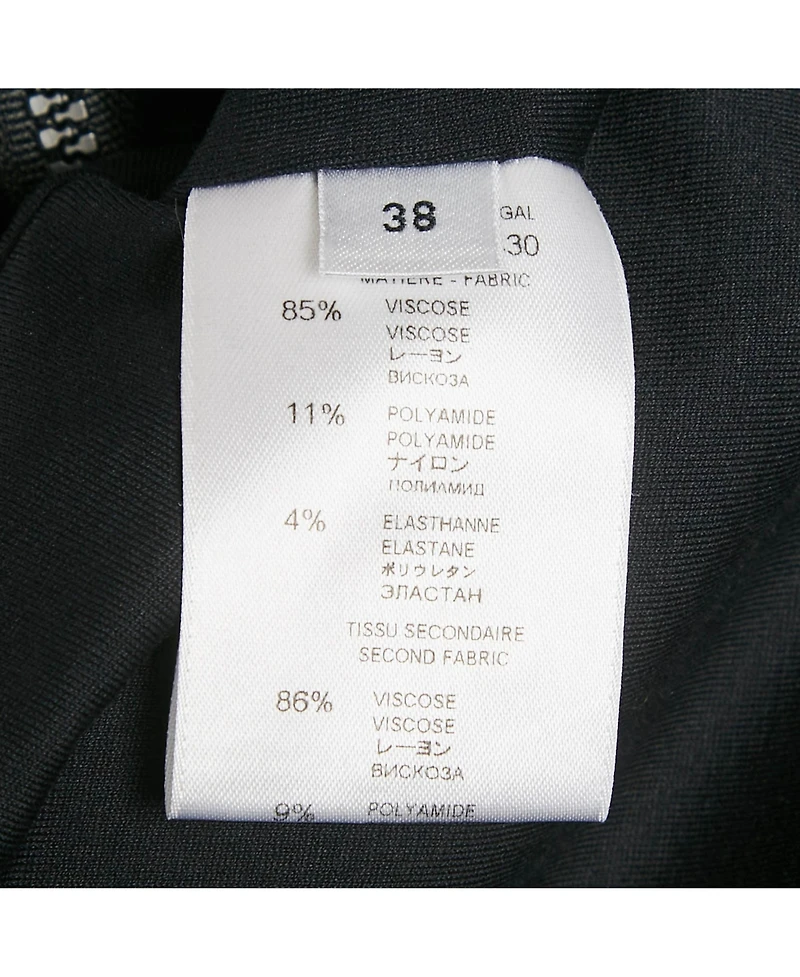 38
GAL
30
MATIERE - FABRIC
85% VISCOSE
VISCOSE
レーヨン
ВИСКОЗА
11% POLYAMIDE
POLYAMIDE
ナイロン
ПОЛИАМИД
4% ELASTHANNE
ELASTANE
ポリウレタン
ЭЛАСТАН
TISSU SECONDAIRE
SECOND FABRIC
86% VISCOSE
VISCOSE
レーヨン
ВИСКОЗА
9% POLYAMIDE